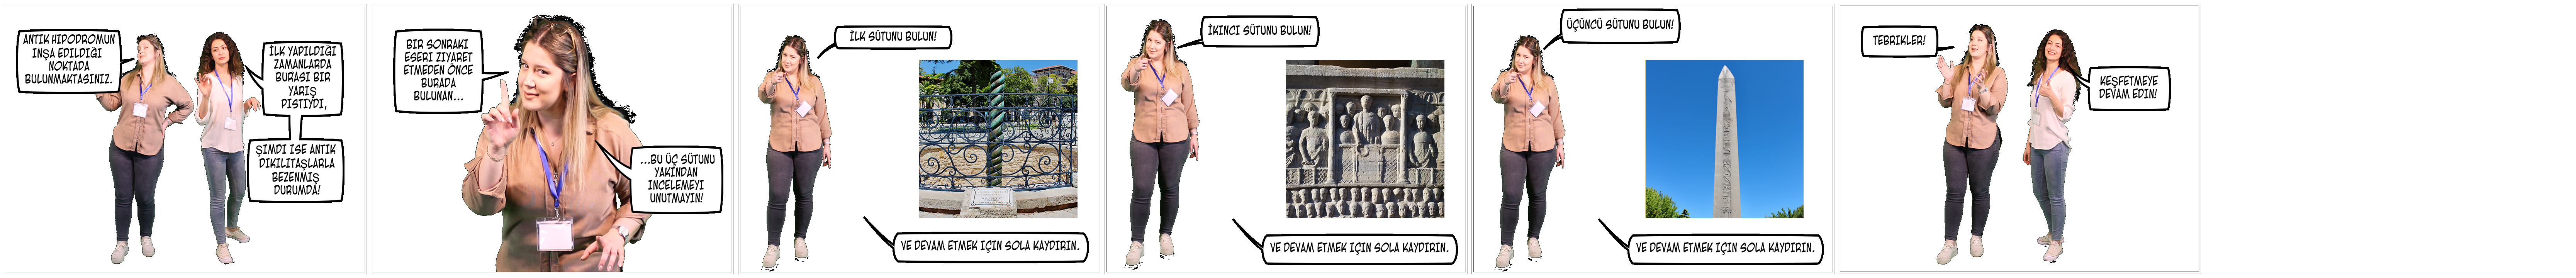 ANTİK HİPODROMUN
İNŞA EDİLDİĞİ
NOKTADA
BULUNMAKTASINIZ.
İLK YAPILDIĞI
ZAMANLARDA
BURASI BİR
YARIŞ
PİSTİYDİ,
ŞİMDİ İSE ANTİK
DİKİLİTAŞLARLA
BEZENMİŞ
DURUMDA!
BİR SONRAKİ
ESERİ ZİYARET
ETMEDEN ÖNCE
BURADA
BULUNAN...
...BU ÜÇ SÜTUNU
YAKINDAN
İNCELEMEYİ
UNUTMAYIN!
İLK SÜTUNU BULUN!
VE DEVAM ETMEK İÇİN SOLA KAYDIRIN.
İKİNCİ SÜTUNU BULUN!
VE DEVAM ETMEK İÇİN SOLA KAYDIRIN.
ÜÇÜNCÜ SÜTUNU BULUN!
VE DEVAM ETMEK İÇİN SOLA KAYDIRIN.
TEBRİKLER!
KEŞFETMEYE
DEVAM EDİN!